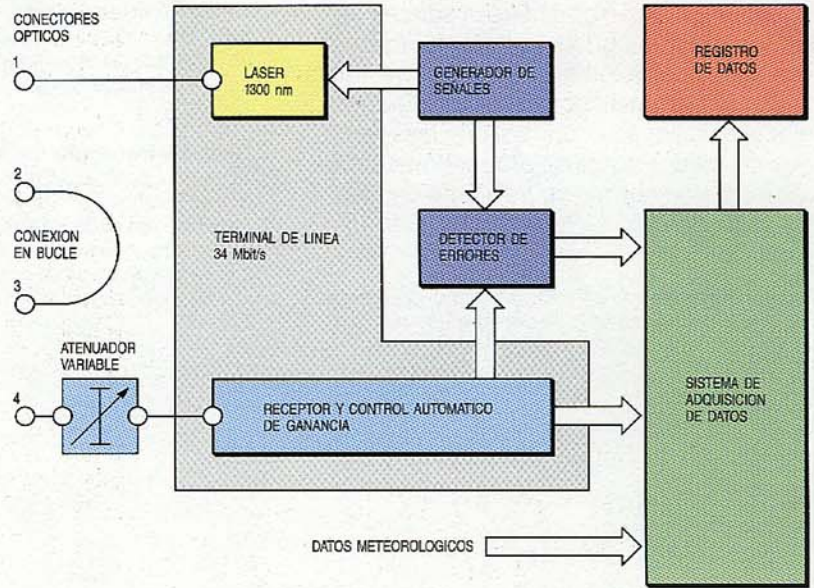 CONECTORES
OPTICOS
1
LASER
1300 nm
GENERADOR DE
SEÑALES
REGISTRO
DE DATOS
2
CONEXION
EN BUCLE
3
TERMINAL DE LINEA
34 Mbit/s
DETECTOR DE
ERRORES
ATENUADOR
VARIABLE
4
RECEPTOR Y CONTROL AUTOMATICO
DE GANANCIA
SISTEMA DE
ADQUISICION
DE DATOS
DATOS METEOROLOGICOS